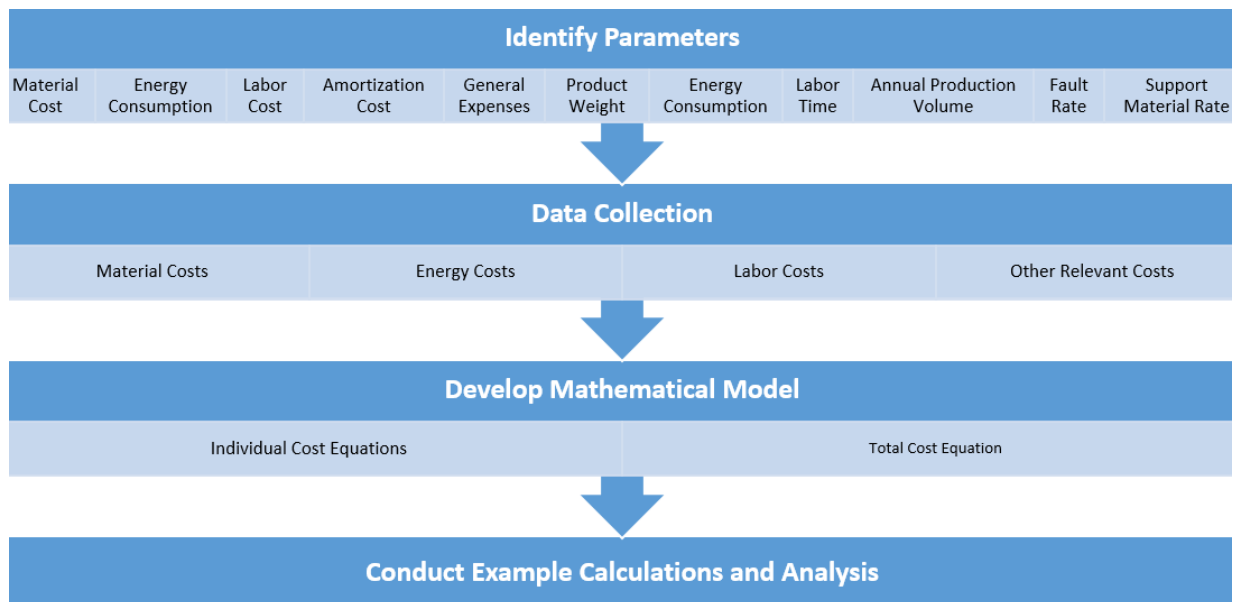 Identify Parameters
Material Cost
Energy Consumption
Labor Cost
Amortization Cost
General Expenses
Product Weight
Energy Consumption
Labor Time
Annual Production Volume
Fault Rate
Support Material Rate
Data Collection
Material Costs
Energy Costs
Labor Costs
Other Relevant Costs
Develop Mathematical Model
Individual Cost Equations
Total Cost Equation
Conduct Example Calculations and Analysis